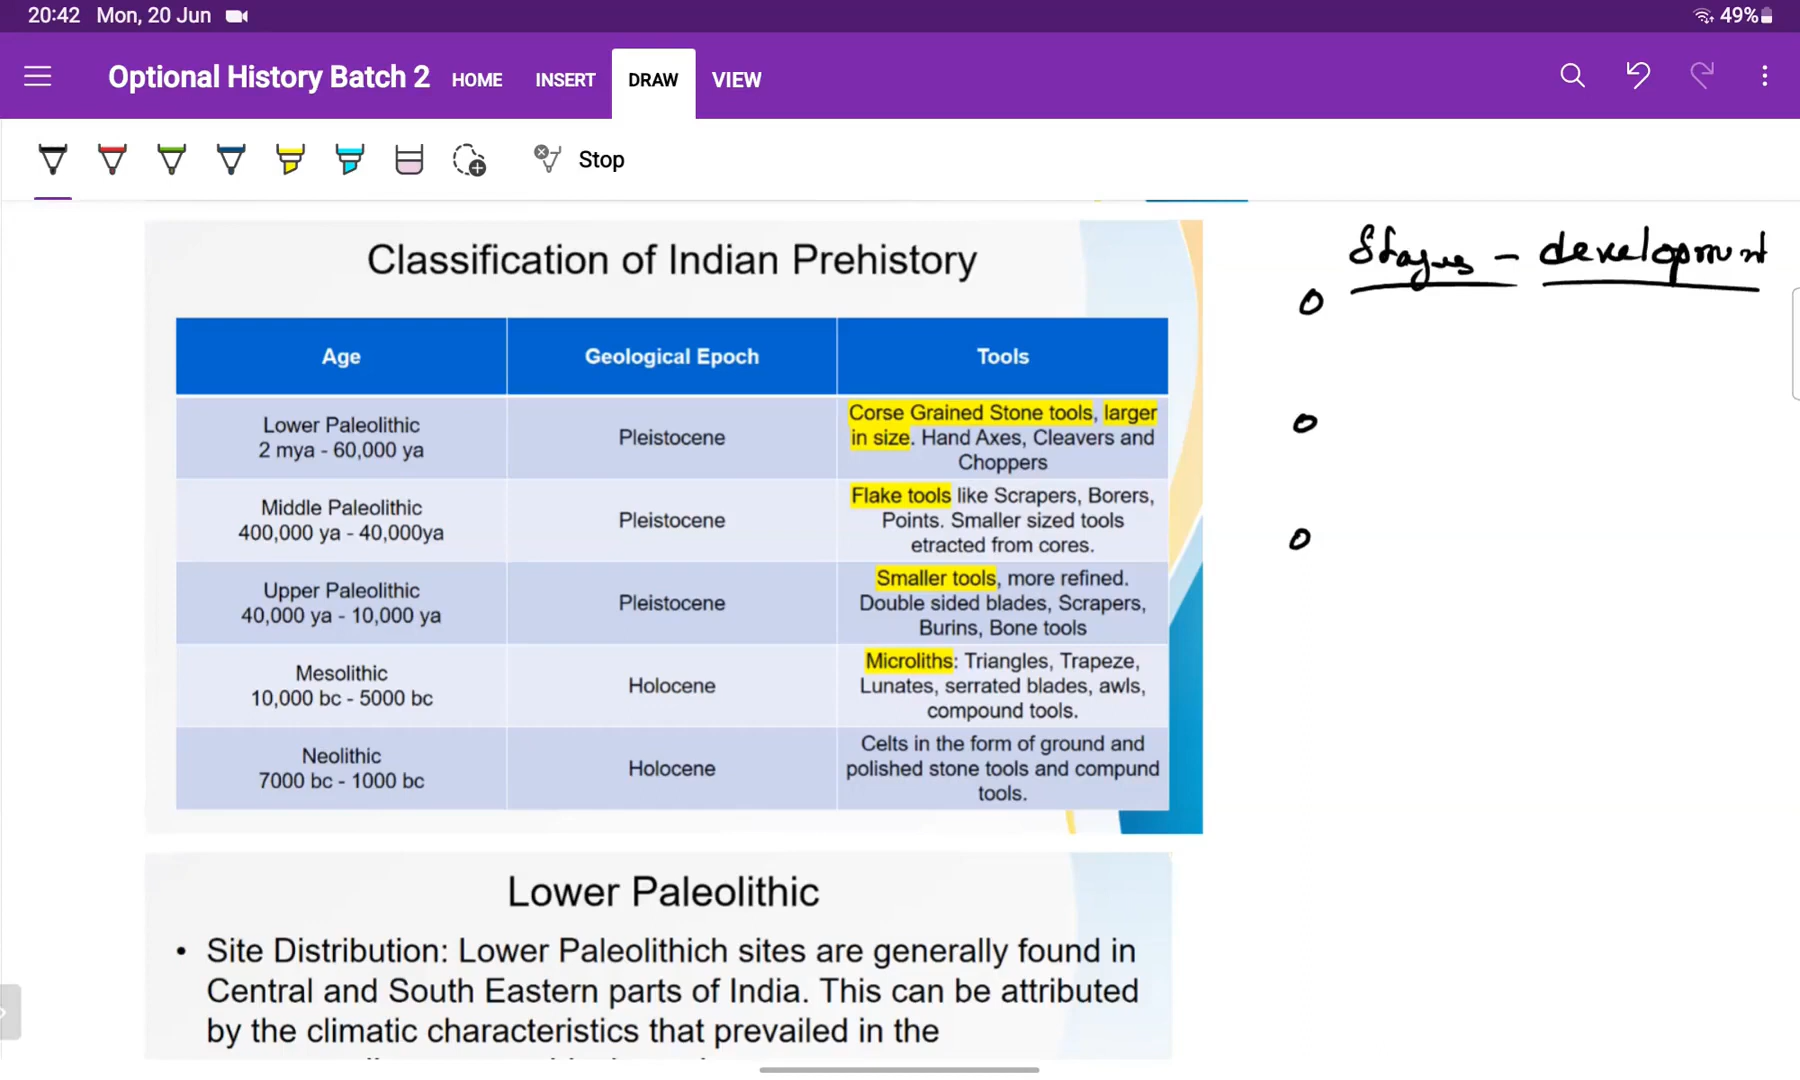 20:42 Mon, 20 Jun 49%
Optional History Batch 2 HOME INSERT DRAW VIEW
Stop
Classification of Indian Prehistory
Age Geological Epoch Tools
Lower Paleolithic
2 mya - 60,000 ya
Pleistocene
Corse Grained Stone tools, larger
in size. Hand Axes, Cleavers and
Choppers
Middle Paleolithic
400,000 ya - 40,000ya
Pleistocene
Flake tools like Scrapers, Borers,
Points. Smaller sized tools
etracted from cores.
Upper Paleolithic
40,000 ya - 10,000 ya
Pleistocene
Smaller tools, more refined.
Double sided blades, Scrapers,
Burins, Bone tools
Mesolithic
10,000 bc - 5000 bc
Holocene
Microliths: Triangles, Trapeze,
Lunates, serrated blades, awls,
compound tools.
Neolithic
7000 bc - 1000 bc
Holocene
Celts in the form of ground and
polished stone tools and compund
tools.
Stages - development
Lower Paleolithic
• Site Distribution: Lower Paleolithich sites are generally found in
Central and South Eastern parts of India. This can be attributed
by the climatic characteristics that prevailed in the